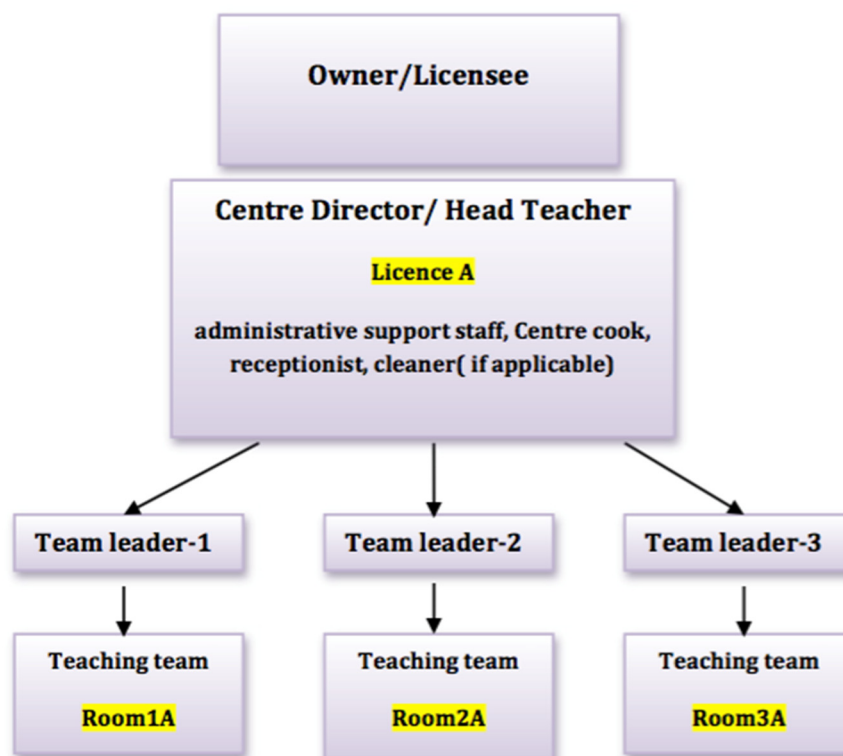 Owner/Licensee
Centre Director/ Head Teacher
Licence A
administrative support staff, Centre cook,
receptionist, cleaner( if applicable)
Team leader-1
Team leader-2
Team leader-3
Teaching team
Room1A
Teaching team
Room2A
Teaching team
Room3A